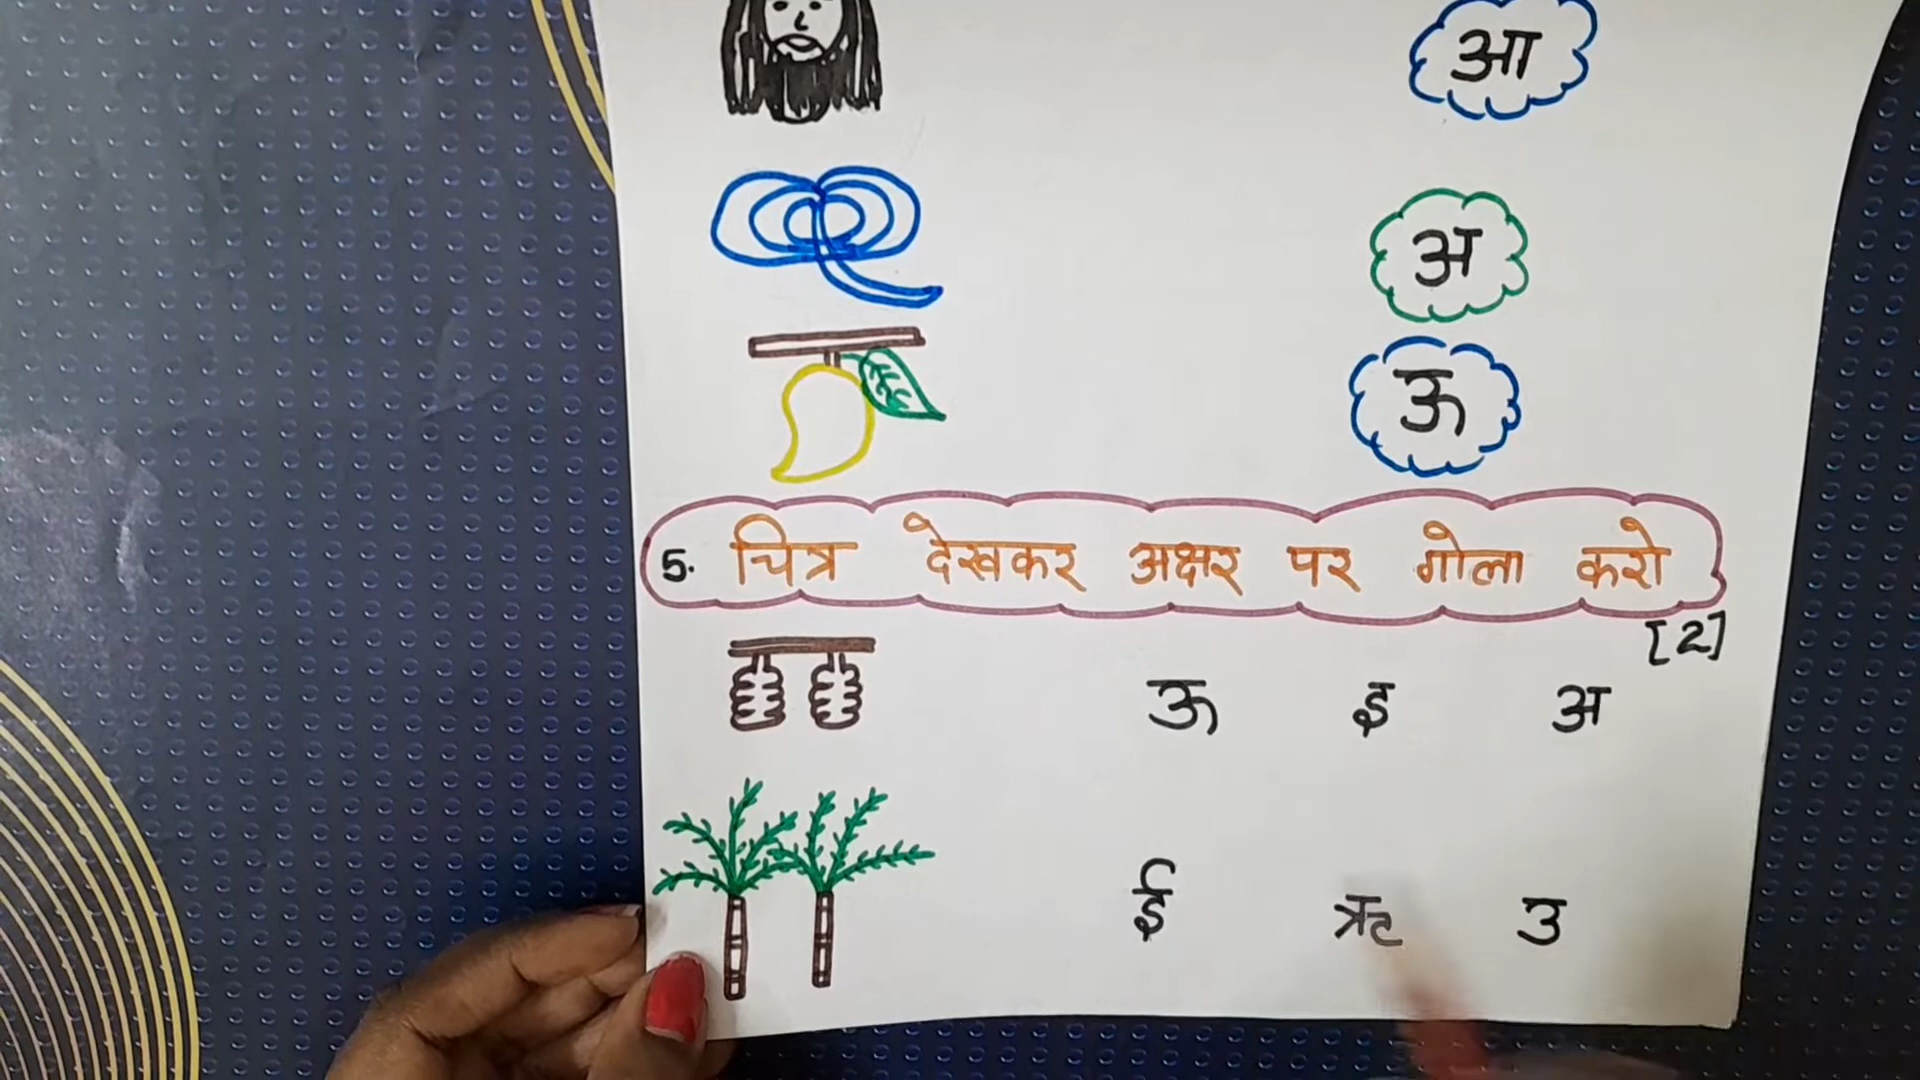 आ
अ
ऊ
5. चित्र देखकर अक्षर पर गोला करो
[2]
ऊ इ अ
ई ऋ उ